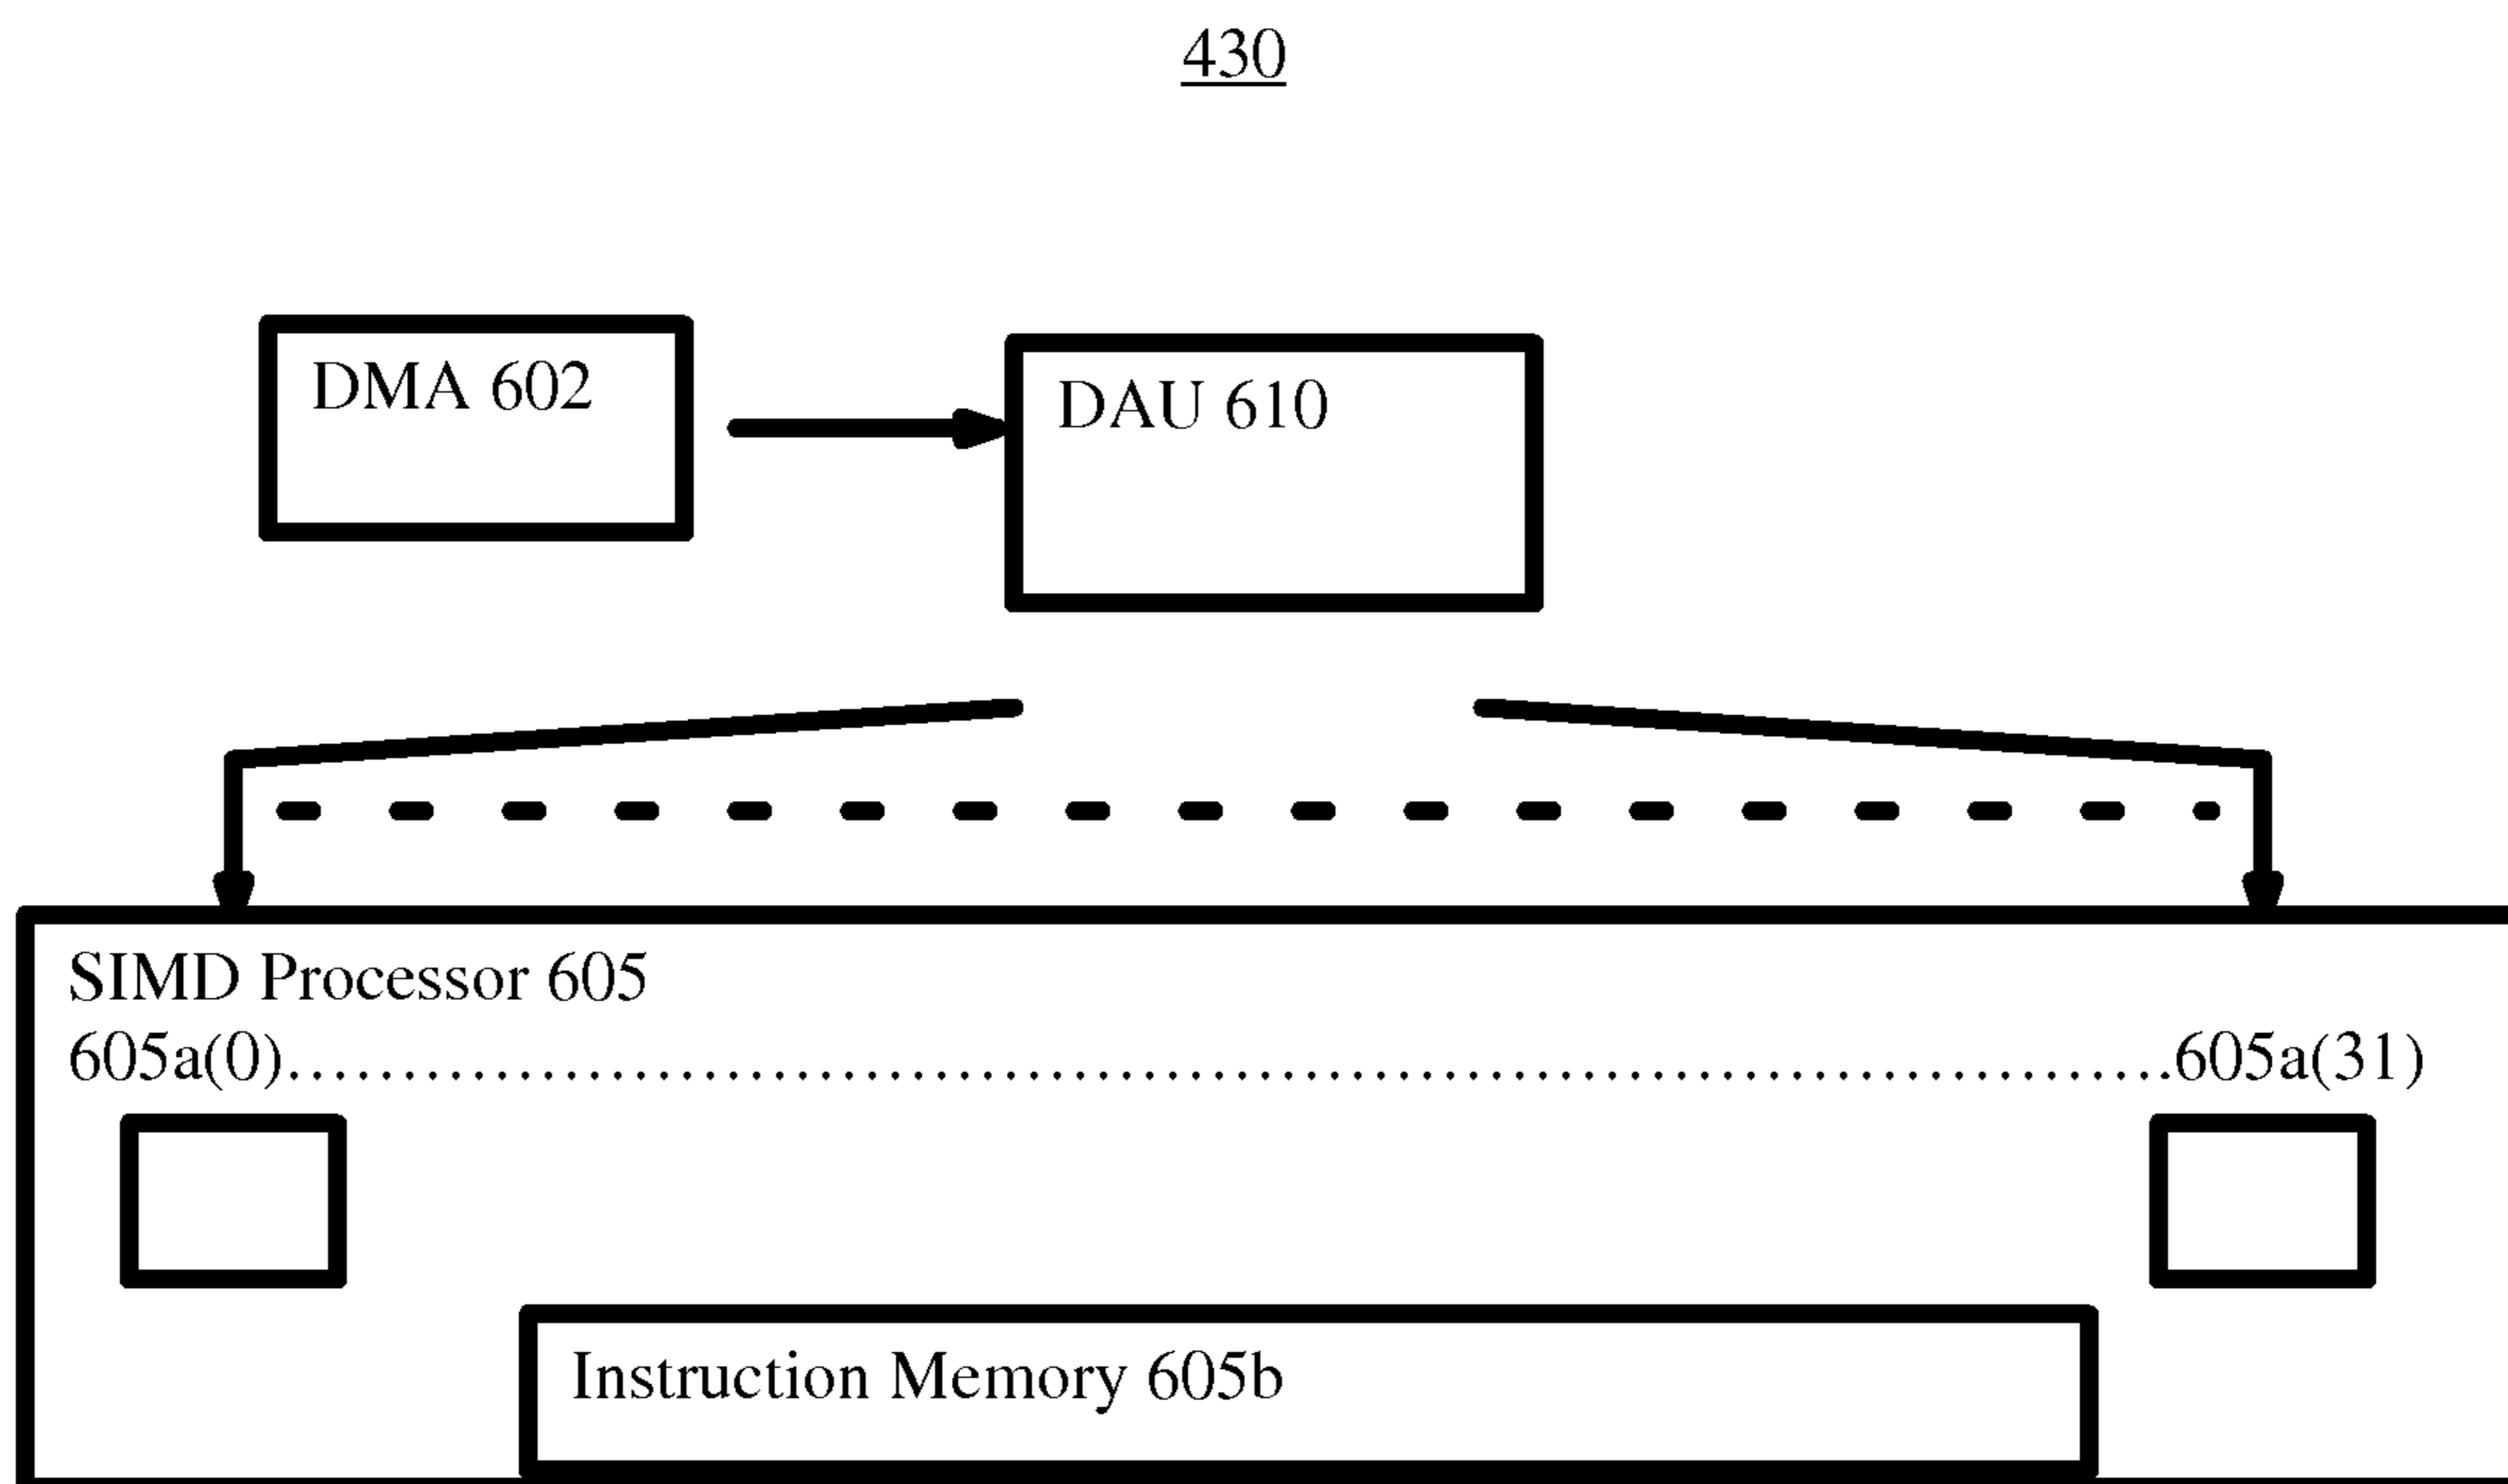 430
DMA 602
DAU 610
SIMD Processor 605
605a(0)...................................................................................605a(31)
Instruction Memory 605b